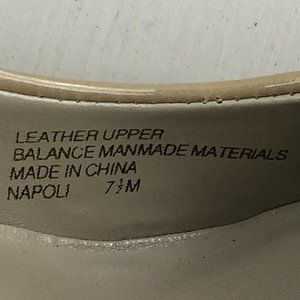 LEATHER UPPER
BALANCE MANMADE MATERIALS
MADE IN CHINA
NAPOLI 7½M